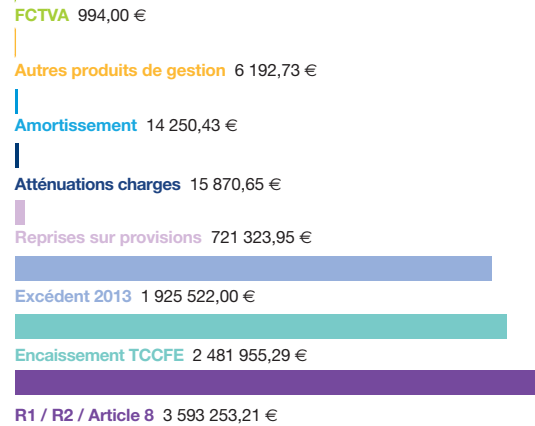 FCTVA 994,00 €
Autres produits de gestion 6 192,73 €
Amortissement 14 250,43 €
Atténuations charges 15 870,65 €
Reprises sur provisions 721 323,95 €
Excédent 2013 1 925 522,00 €
Encaissement TCCFE 2 481 955,29 €
R1 / R2 / Article 8 3 593 253,21 €